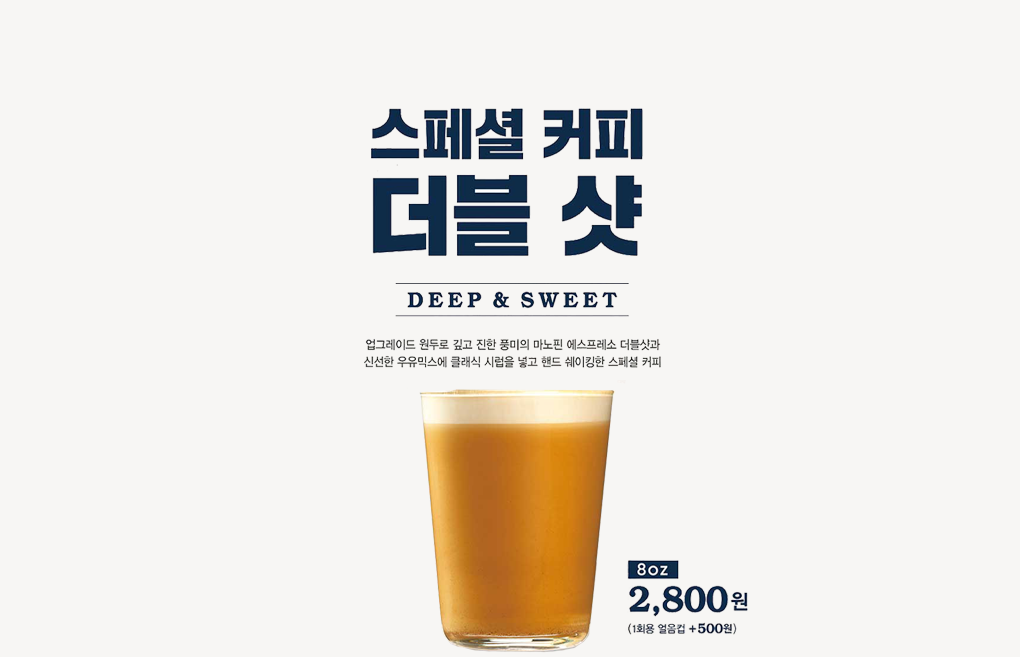 스페셜 커피
더블 샷
DEEP & SWEET
업그레이드 원두로 깊고 진한 풍미의 마노핀 에스프레소 더블샷과
신선한 우유믹스에 클래식 시럽을 넣고 핸드 쉐이킹한 스페셜 커피
8oz
2,800원
(1회용 얼음컵 +500원)